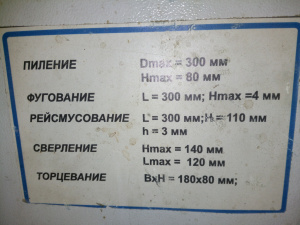 ПИЛЕНИЕ Dmax = 300 мм
Hmax = 80 мм
ФУГОВАНИЕ L = 300 мм; Hmax =4 мм
РЕЙСМУСОВАНИЕ L = 300 мм;H = 110 мм
h = 3 мм
СВЕРЛЕНИЕ Hmax = 140 мм
Lmax = 120 мм
ТОРЦЕВАНИЕ BxH = 180x80 мм;